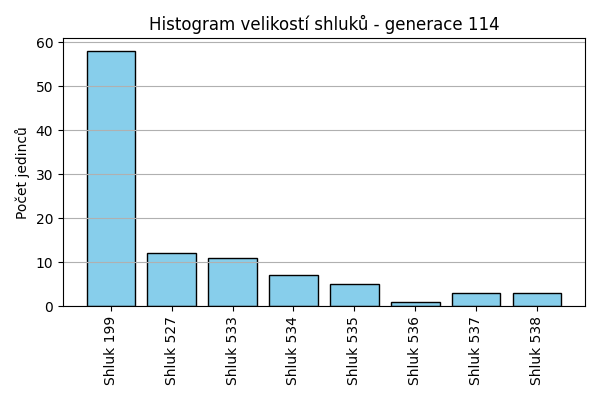 Histogram velikostí shluků - generace 114
Počet jedinců
60
50
40
30
20
10
0
Shluk 199
Shluk 527
Shluk 533
Shluk 534
Shluk 535
Shluk 536
Shluk 537
Shluk 538